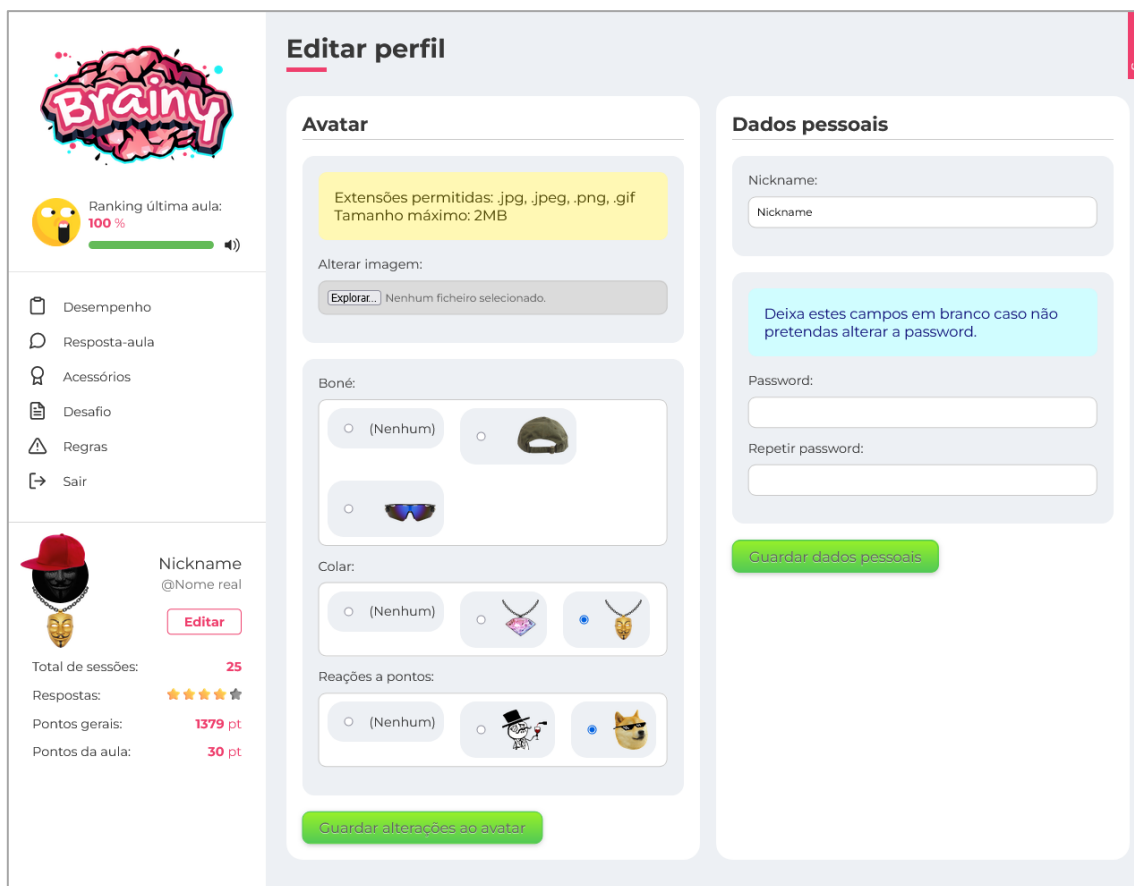 Brainy
Ranking última aula:
100 %
Desempenho
Resposta-aula
Acessórios
Desafio
Regras
Sair
Nickname
@Nome real
Editar
Total de sessões: 25
Respostas:
Pontos gerais: 1379 pt
Pontos da aula: 30 pt
Editar perfil
Avatar
Extensões permitidas: .jpg, .jpeg, .png, .gif
Tamanho máximo: 2MB
Alterar imagem:
Explorar... Nenhum ficheiro selecionado.
Boné:
(Nenhum)
Colar:
(Nenhum)
Reações a pontos:
(Nenhum)
Guardar alterações ao avatar
Dados pessoais
Nickname:
Nickname
Deixa estes campos em branco caso não
pretendas alterar a password.
Password:
Repetir password:
Guardar dados pessoais